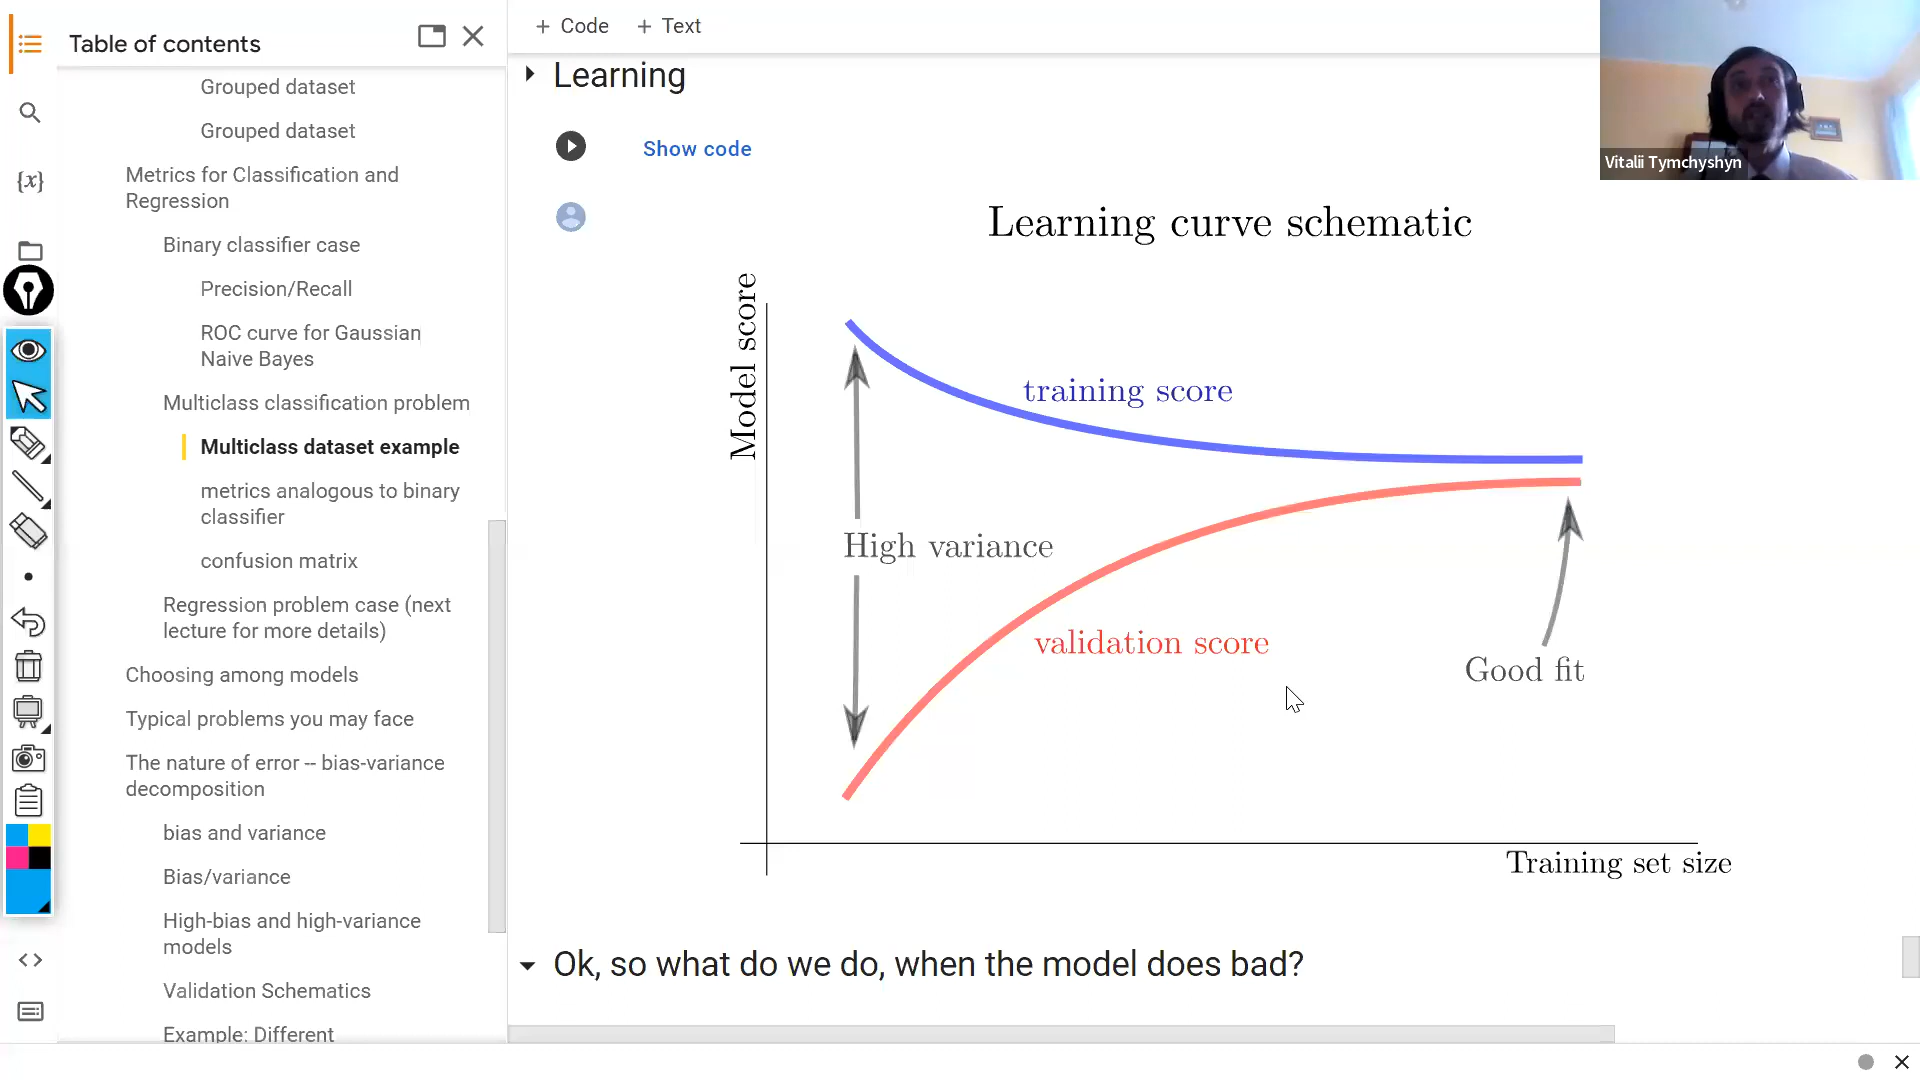 Table of contents
Grouped dataset
Grouped dataset
Metrics for Classification and
Regression
Binary classifier case
Precision/Recall
ROC curve for Gaussian
Naive Bayes
Multiclass classification problem
Multiclass dataset example
metrics analogous to binary
classifier
confusion matrix
Regression problem case (next
lecture for more details)
Choosing among models
Typical problems you may face
The nature of error -- bias-variance
decomposition
bias and variance
Bias/variance
High-bias and high-variance
models
Validation Schematics
Example: Different
{x}
+ Code + Text
Learning
Show code
Learning curve schematic
Model score
training score
High variance
validation score
Good fit
Training set size
Ok, so what do we do, when the model does bad?
Vitalii Tymchyshyn